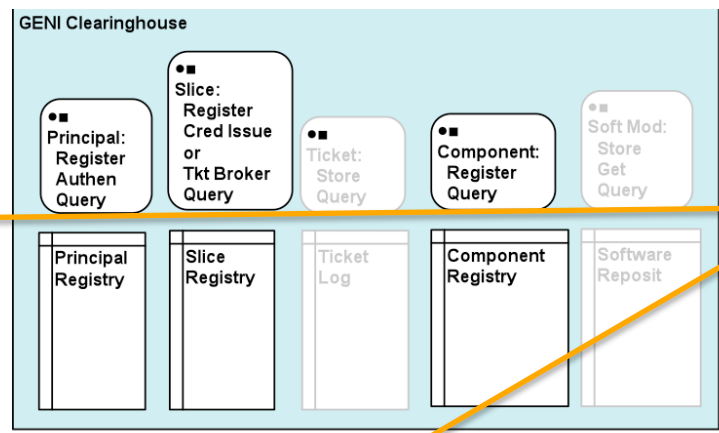 GENI Clearinghouse
Principal:
Register
Authen
Query
Slice:
Register
Cred Issue
or
Tkt Broker
Query
Ticket:
Store
Query
Component:
Register
Query
Soft Mod:
Store
Get
Query
Principal
Registry
Slice
Registry
Ticket
Log
Component
Registry
Software
Reposit